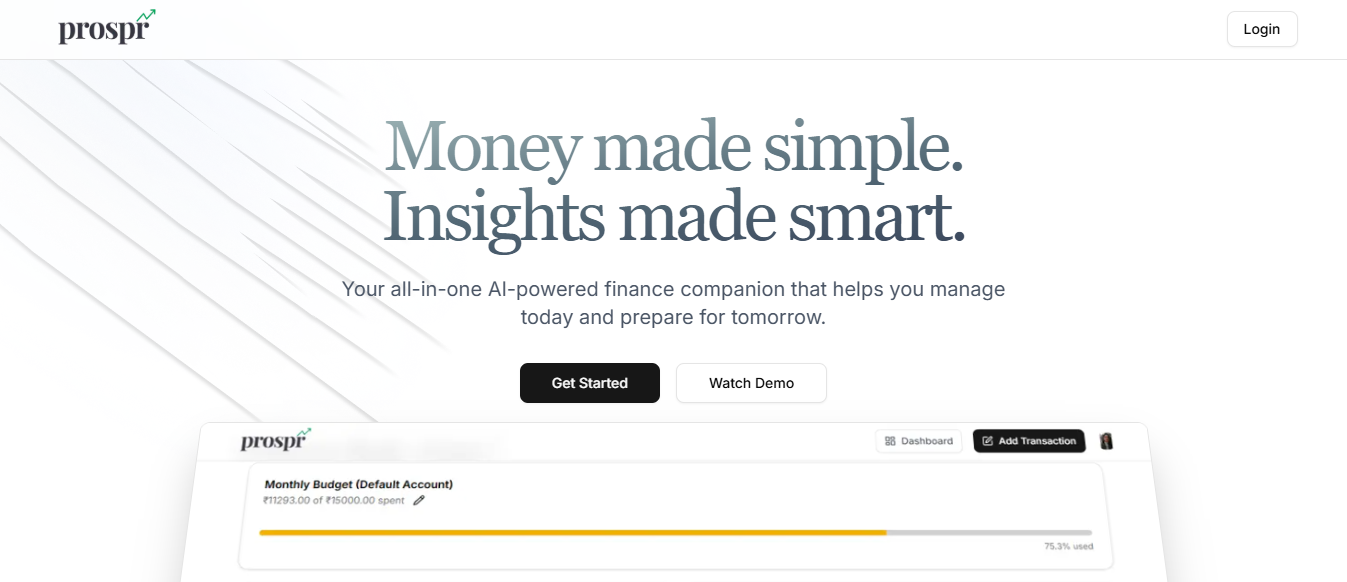 prospr
Login
Money made simple.
Insights made smart.
Your all-in-one AI-powered finance companion that helps you manage
today and prepare for tomorrow.
Get Started
Watch Demo
prospr
Dashboard
Add Transaction
Monthly Budget (Default Account)
₹11293.00 of ₹15000.00 spent
75.3% used